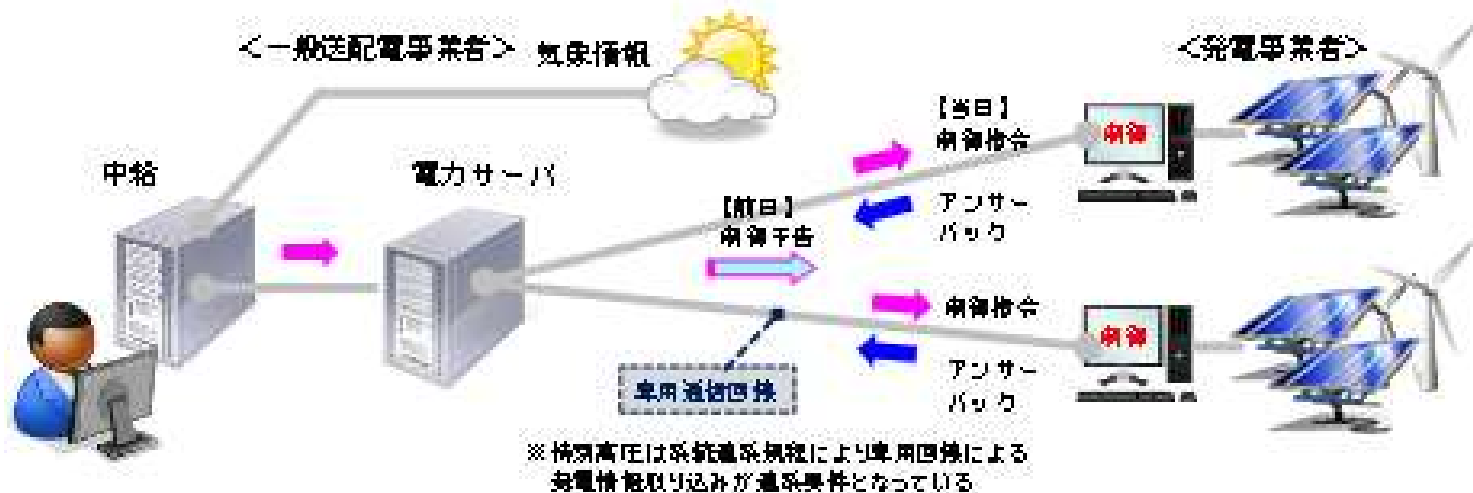 <一般送配電事業者>
気象情報
<発電事業者>
中給
電力サーバ
【当日】
制御指令
アンサー
バック
【前日】
制御予告
制御
制御指令
アンサー
バック
制御
専用通信回線
※特別高圧は系統連系規程により専用回線による
発電情報取り込みが連系要件となっている